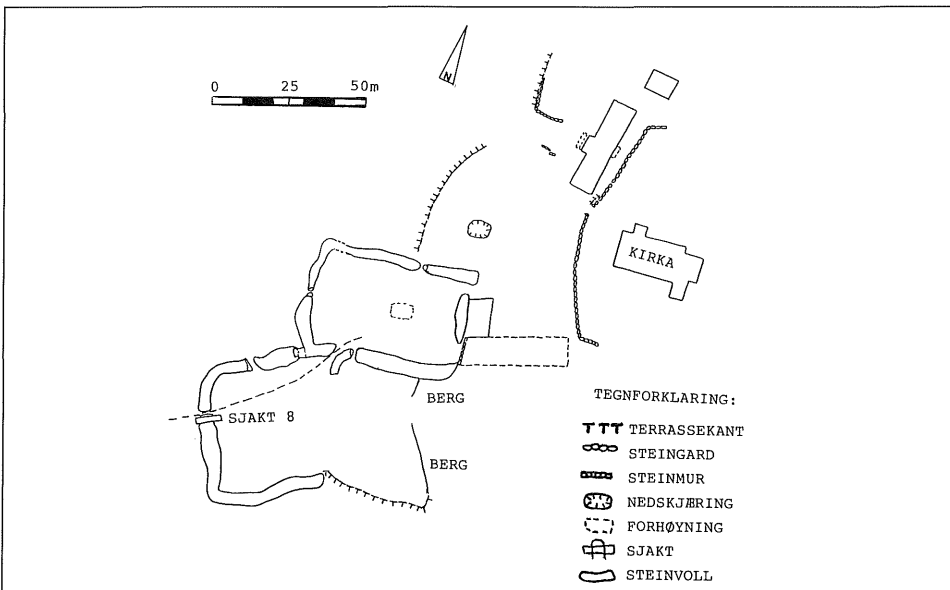 0 25 50m
N
KIRKA
BERG
SJAKT 8
BERG
TEGNFORKLARING:
TERRASSEKANT
STEINGARD
STEINMUR
NEDSKJÆRING
FORHØYNING
SJAKT
STEINVOLL